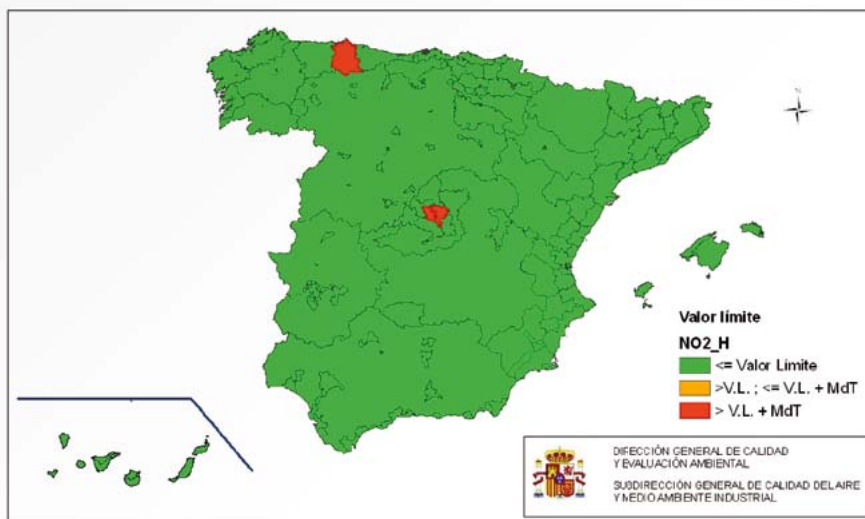 N
Valor límite
NO2_H
<= Valor Límite
>V.L. ; <= V.L. + MdT
> V.L. + MdT
DIRECCIÓN GENERAL DE CALIDAD
Y EVALUACIÓN AMBIENTAL
SUBDIRECCIÓN GENERAL DE CALIDAD DEL AIRE
Y MEDIO AMBIENTE INDUSTRIAL